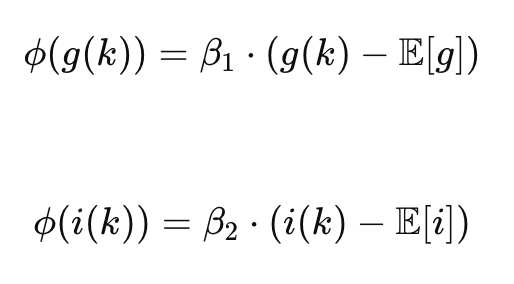 ϕ(g(k)) = β₁ · (g(k) − 𝔼[g])
ϕ(i(k)) = β₂ · (i(k) − 𝔼[i])